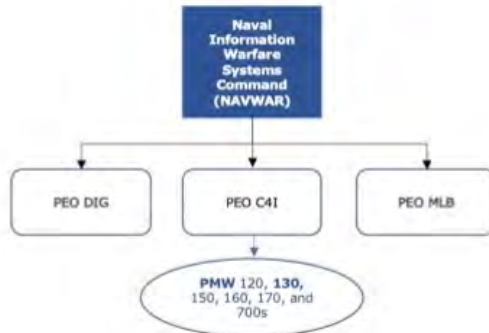 Naval
Information
Warfare
Systems
Command
(NAVWAR)
PEO DIG
PEO C4I
PEO MLB
PMW 120, 130,
150, 160, 170, and
700s